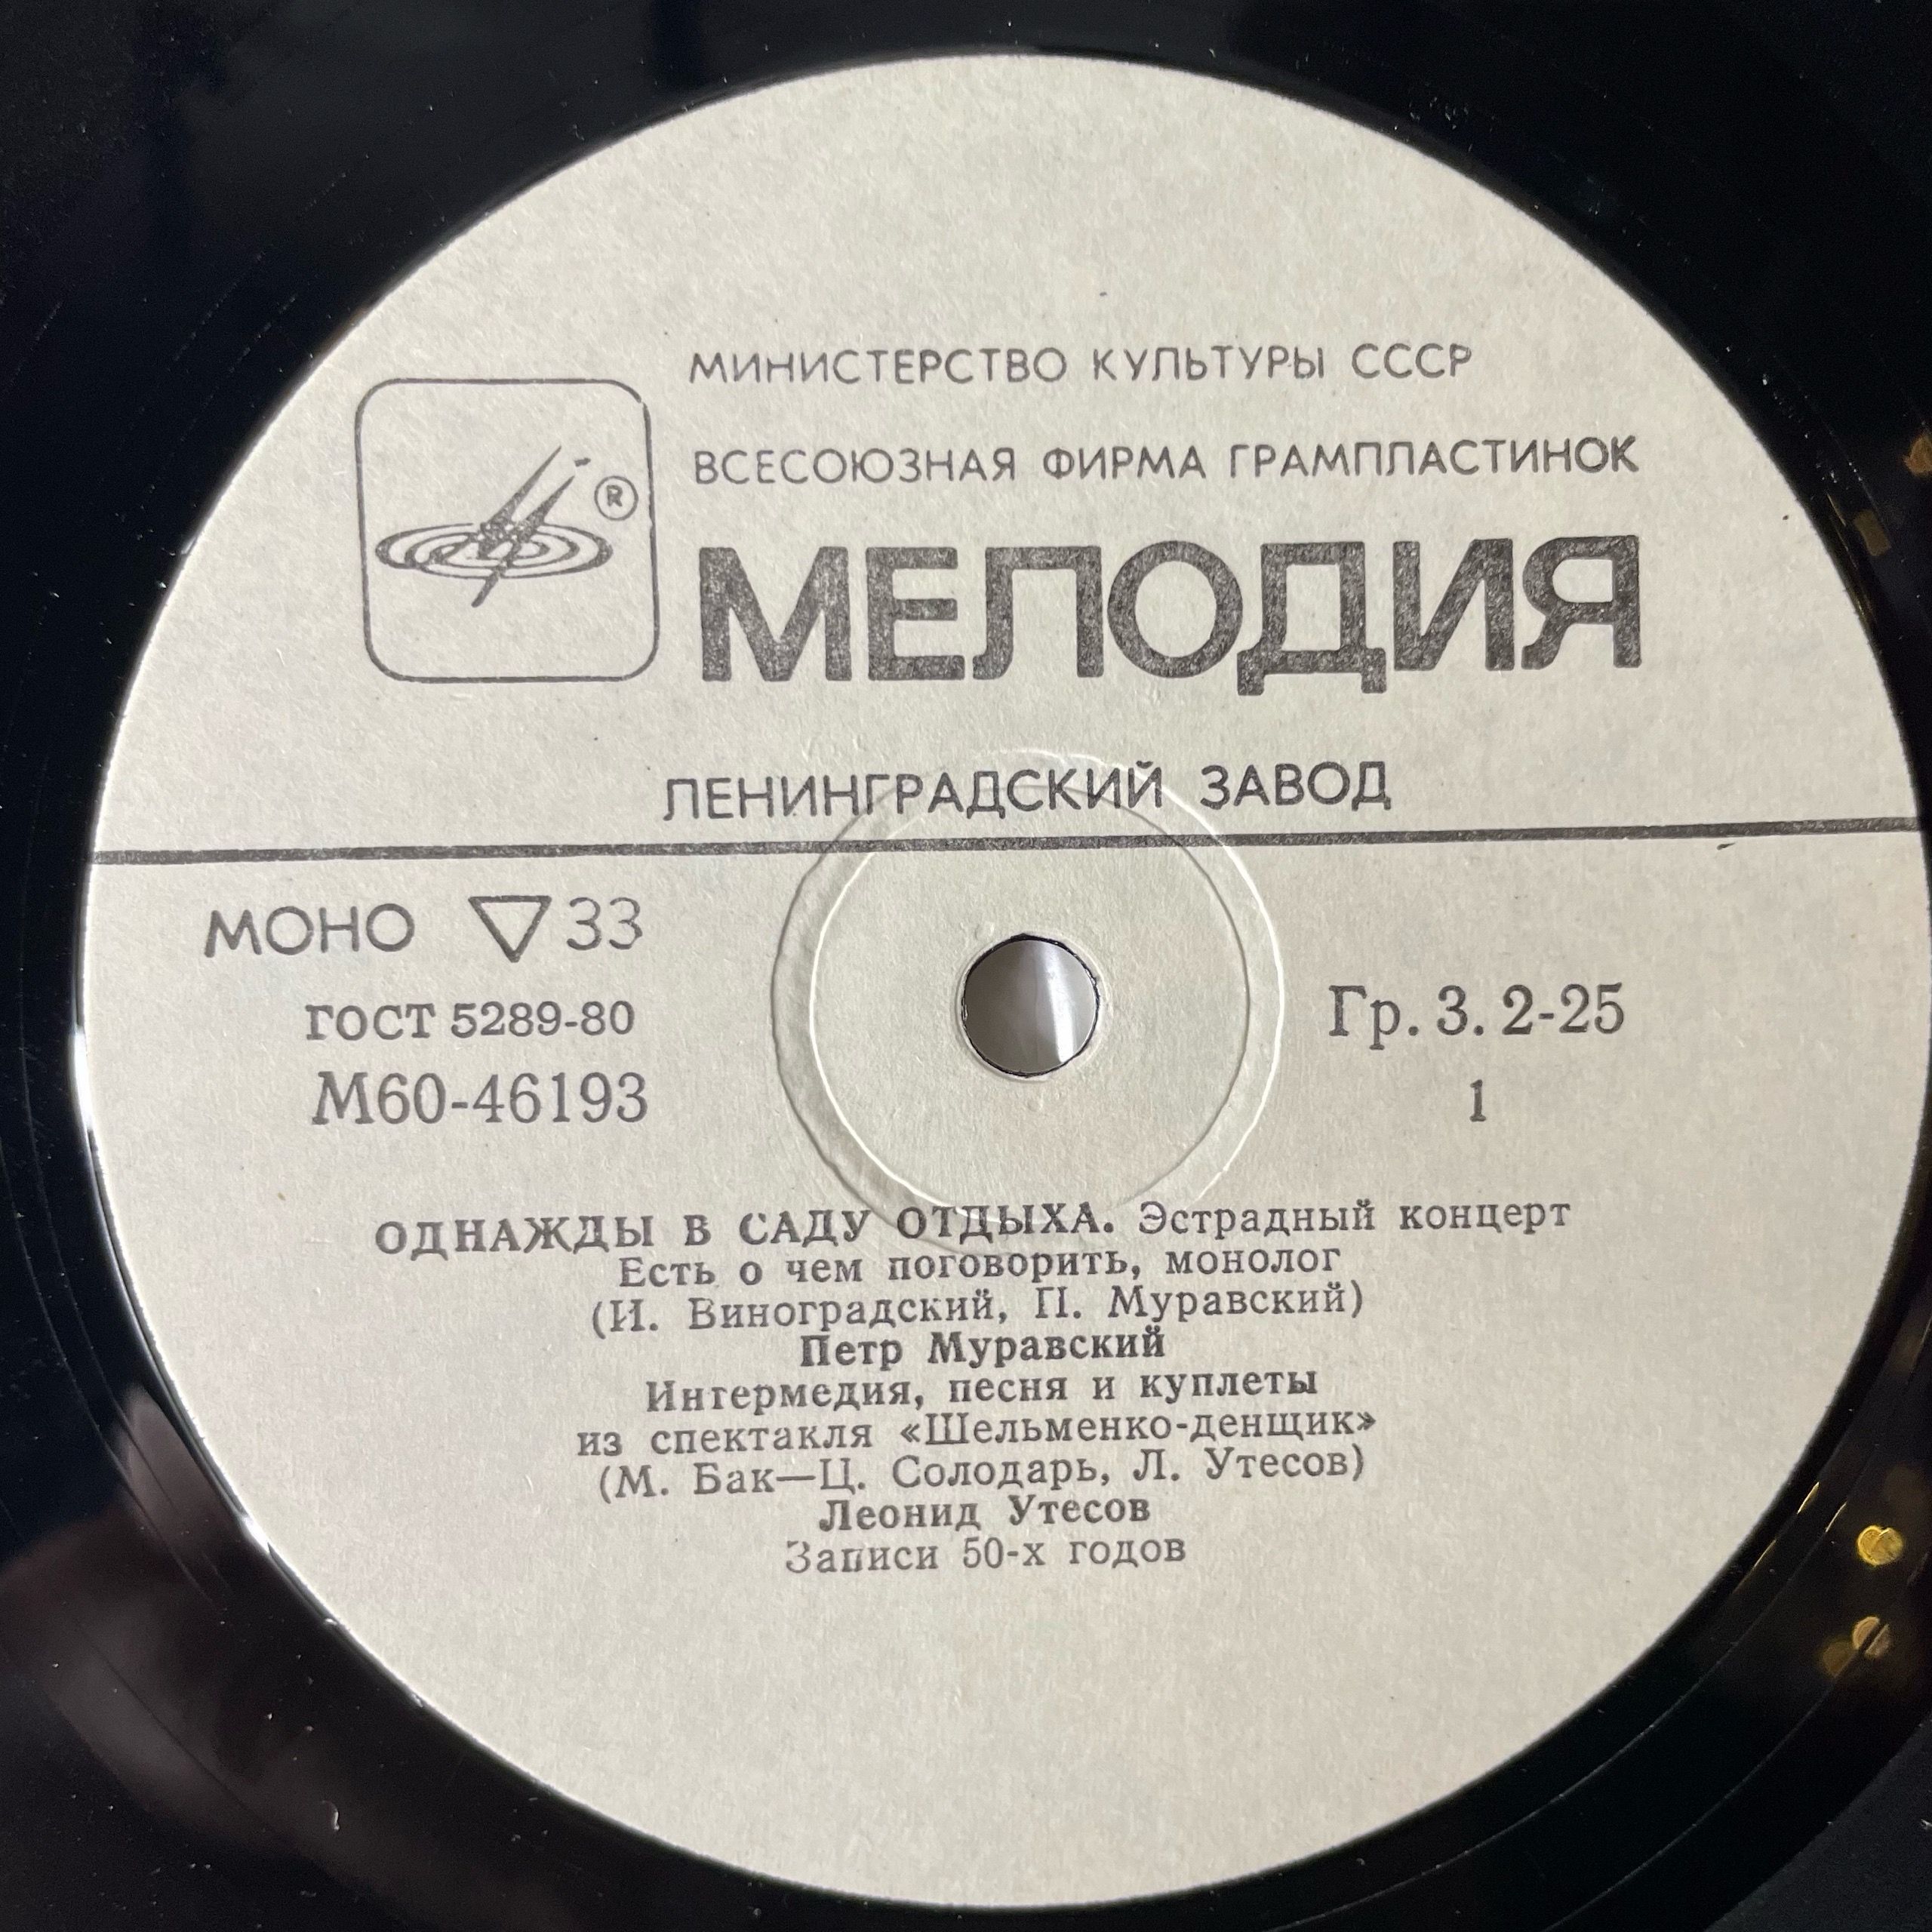 МИНИСТЕРСТВО КУЛЬТУРЫ СССР
ВСЕСОЮЗНАЯ ФИРМА ГРАМПЛАСТИНОК
®
МЕЛОДИЯ
ЛЕНИНГРАДСКИЙ ЗАВОД
МОНО ▽ 33
ГОСТ 5289-80
М60-46193
Гр. 3. 2-25
1
ОДНАЖДЫ В САДУ ОТДЫХА. Эстрадный концерт
Есть о чем поговорить, монолог
(И. Виноградский, П. Муравский)
Петр Муравский
Интермедия, песня и куплеты
из спектакля «Шельменко-денщик»
(М. Бак—Ц. Солодарь, Л. Утесов)
Леонид Утесов
Записи 50-х годов